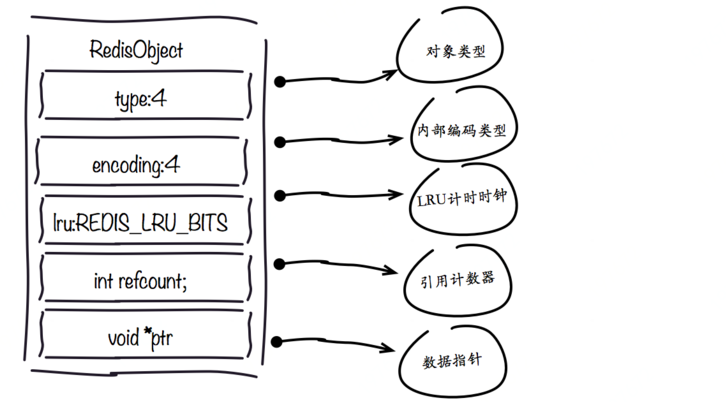 RedisObject
type:4
encoding:4
lru:REDIS_LRU_BITS
int refcount;
void *ptr
对象类型
内部编码类型
LRU计时时钟
引用计数器
数据指针